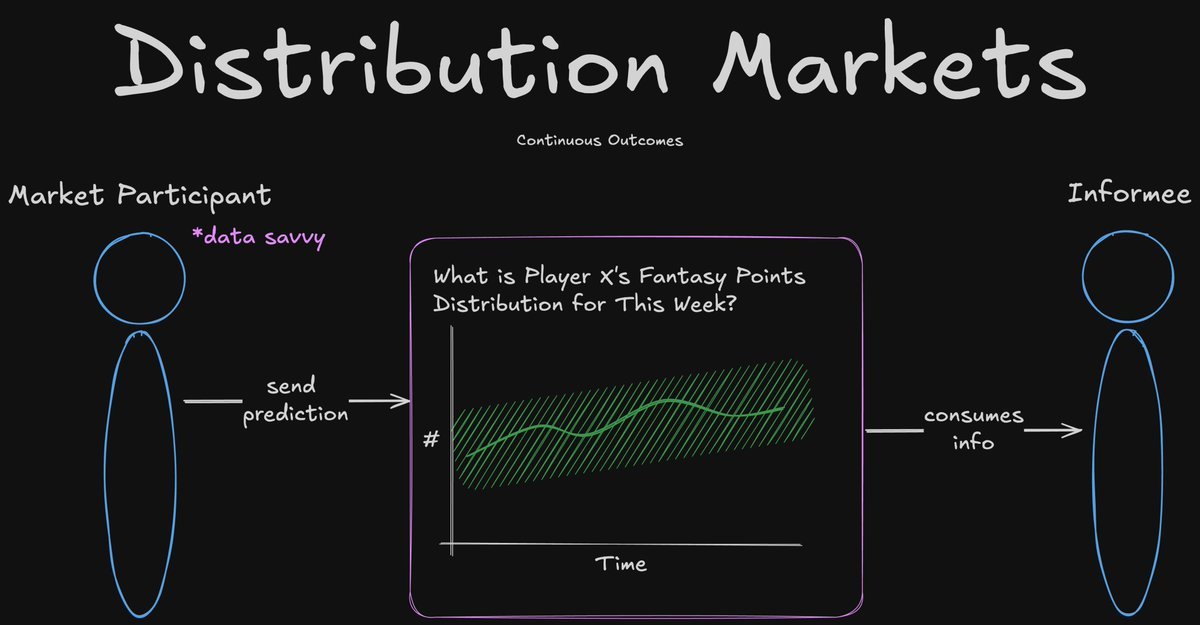 Distribution Markets
Continuous Outcomes
Market Participant
*data savvy
Informee
What is Player X's Fantasy Points
Distribution for This Week?
send
prediction
#
Time
consumes
info